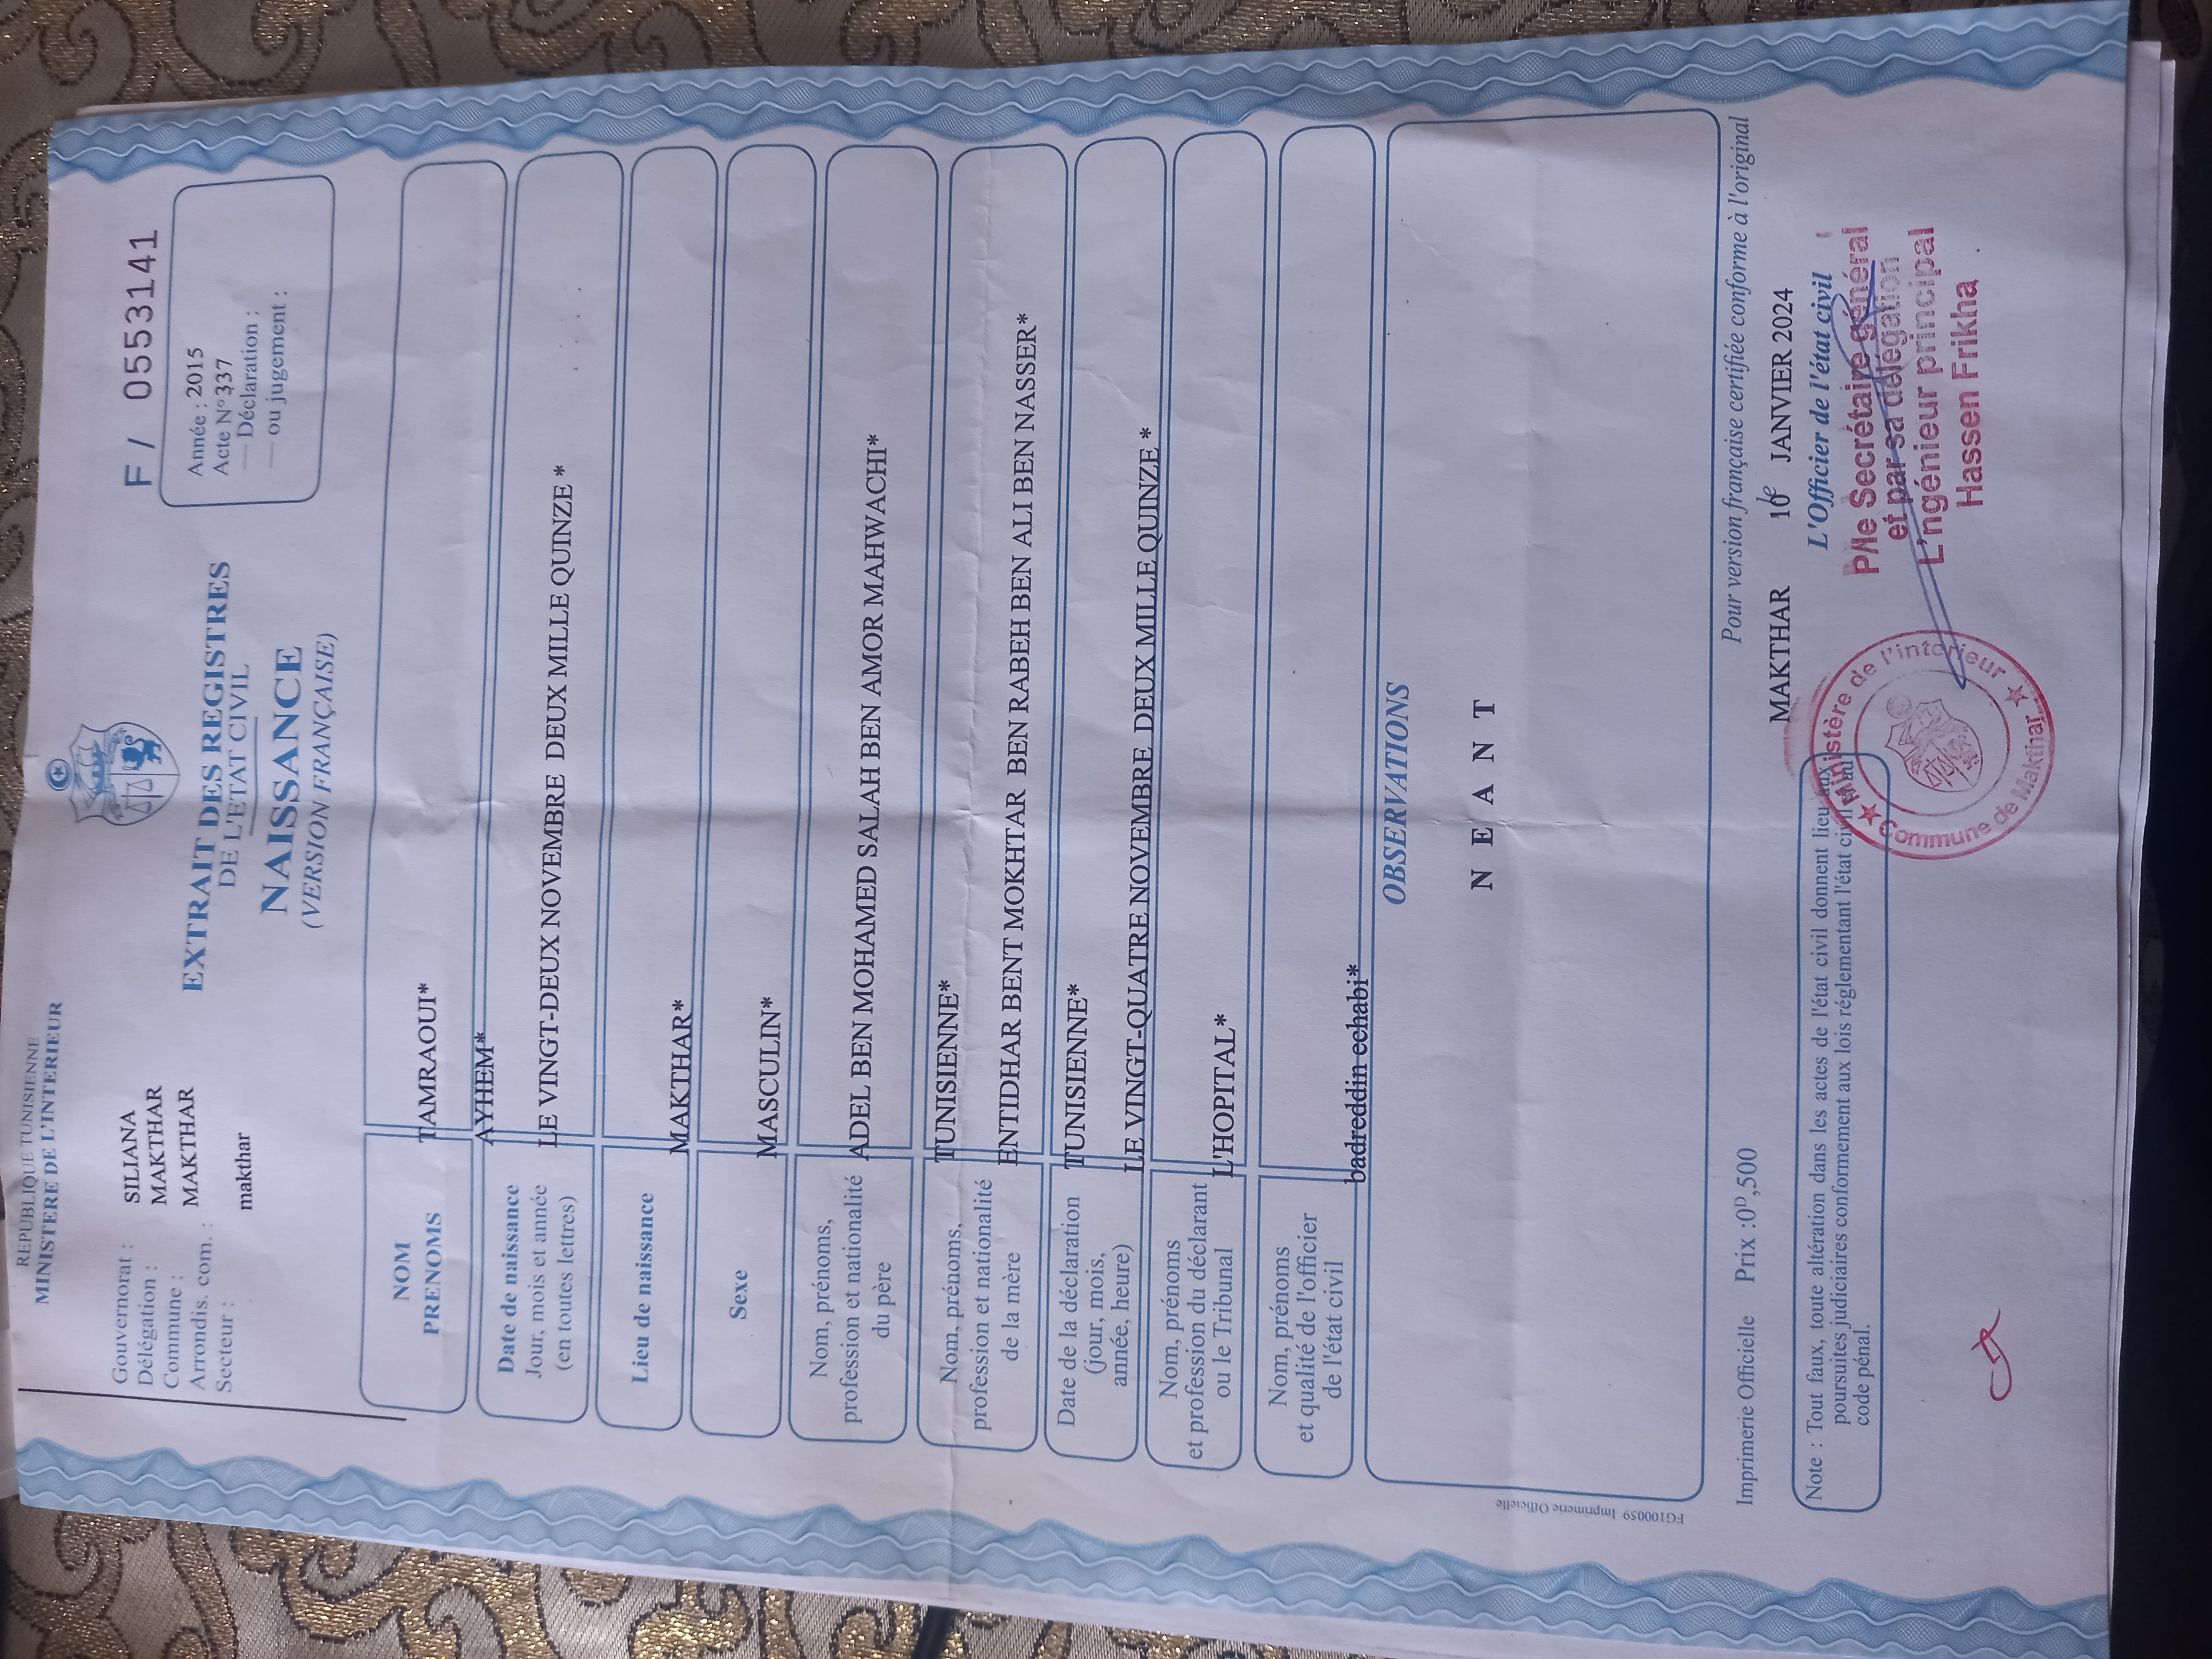 REPUBLIQUE TUNISIENNE
MINISTERE DE L'INTERIEUR
Gouvernorat : SILIANA
Délégation : MAKTHAR
Commune : MAKTHAR
Arrondis. com. :
Secteur : makthar
F / 0553141
Année : 2015
Acte N° 337
— Déclaration :
— ou jugement :
EXTRAIT DES REGISTRES
DE L'ETAT CIVIL
NAISSANCE
(VERSION FRANÇAISE)
NOM TAMRAOUI*
PRENOMS AYHEM*
Date de naissance
Jour, mois et année
(en toutes lettres)
LE VINGT-DEUX NOVEMBRE DEUX MILLE QUINZE *
Lieu de naissance
MAKTHAR*
Sexe
MASCULIN*
Nom, prénoms,
profession et nationalité
du père
ADEL BEN MOHAMED SALAH BEN AMOR MAHWACHI*
TUNISIENNE*
Nom, prénoms,
profession et nationalité
de la mère
ENTIDHAR BENT MOKHTAR BEN RABEH BEN ALI BEN NASSER*
TUNISIENNE*
Date de la déclaration
(jour, mois,
année, heure)
LE VINGT-QUATRE NOVEMBRE DEUX MILLE QUINZE *
Nom, prénoms
et profession du déclarant
ou le Tribunal
L'HOPITAL*
Nom, prénoms
et qualité de l'officier
de l'état civil
badreddin echabi*
OBSERVATIONS
N E A N T
FG100059 Imprimerie Officielle
Imprimerie Officielle Prix :0D,500
Pour version française certifiée conforme à l'original
MAKTHAR JANVIER 2024
L'Officier de l'état civil
P/le Secrétaire général
et par sa délégation
L'ngénieur principal
Hassen Frikha
Ministère de l'interieur
Commune de Makthar
Note : Tout faux, toute altération dans les actes de l'état civil donnent lieu aux
poursuites judiciaires conformement aux lois réglementant l'état civil au
code pénal.